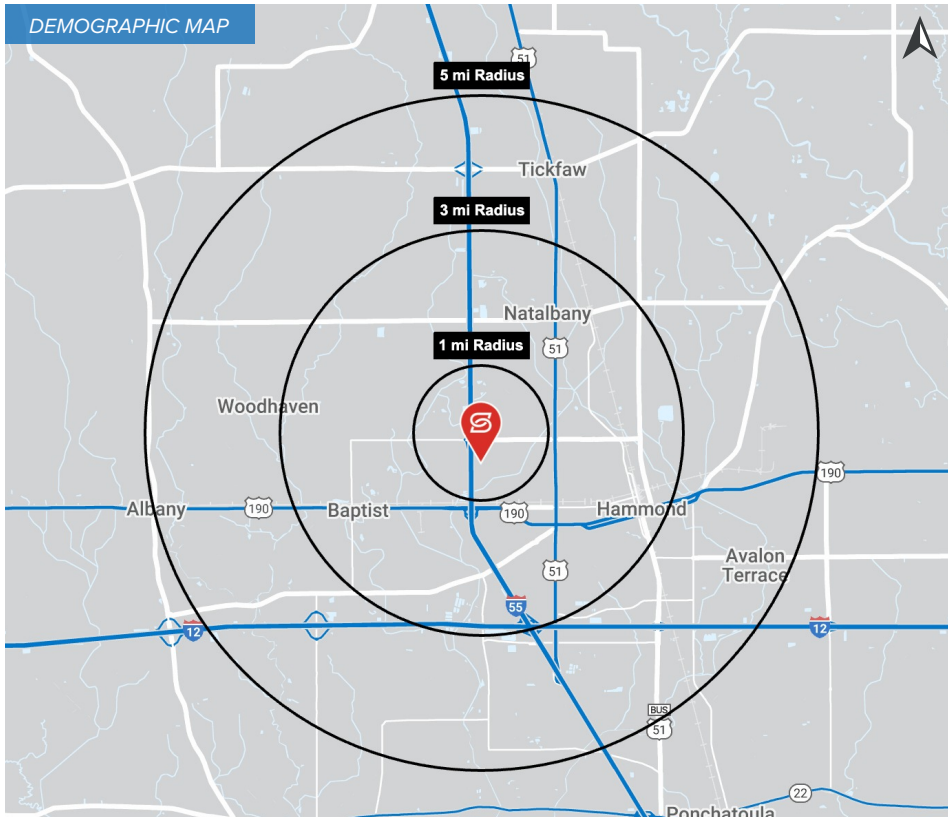 DEMOGRAPHIC MAP
51
5 mi Radius
Tickfaw
3 mi Radius
Natalbany
1 mi Radius
51
Woodhaven
190
Albany
190
Baptist
190
Hammond
Avalon
Terrace
51
55
12
12
BUS
51
22
Ponchatoula